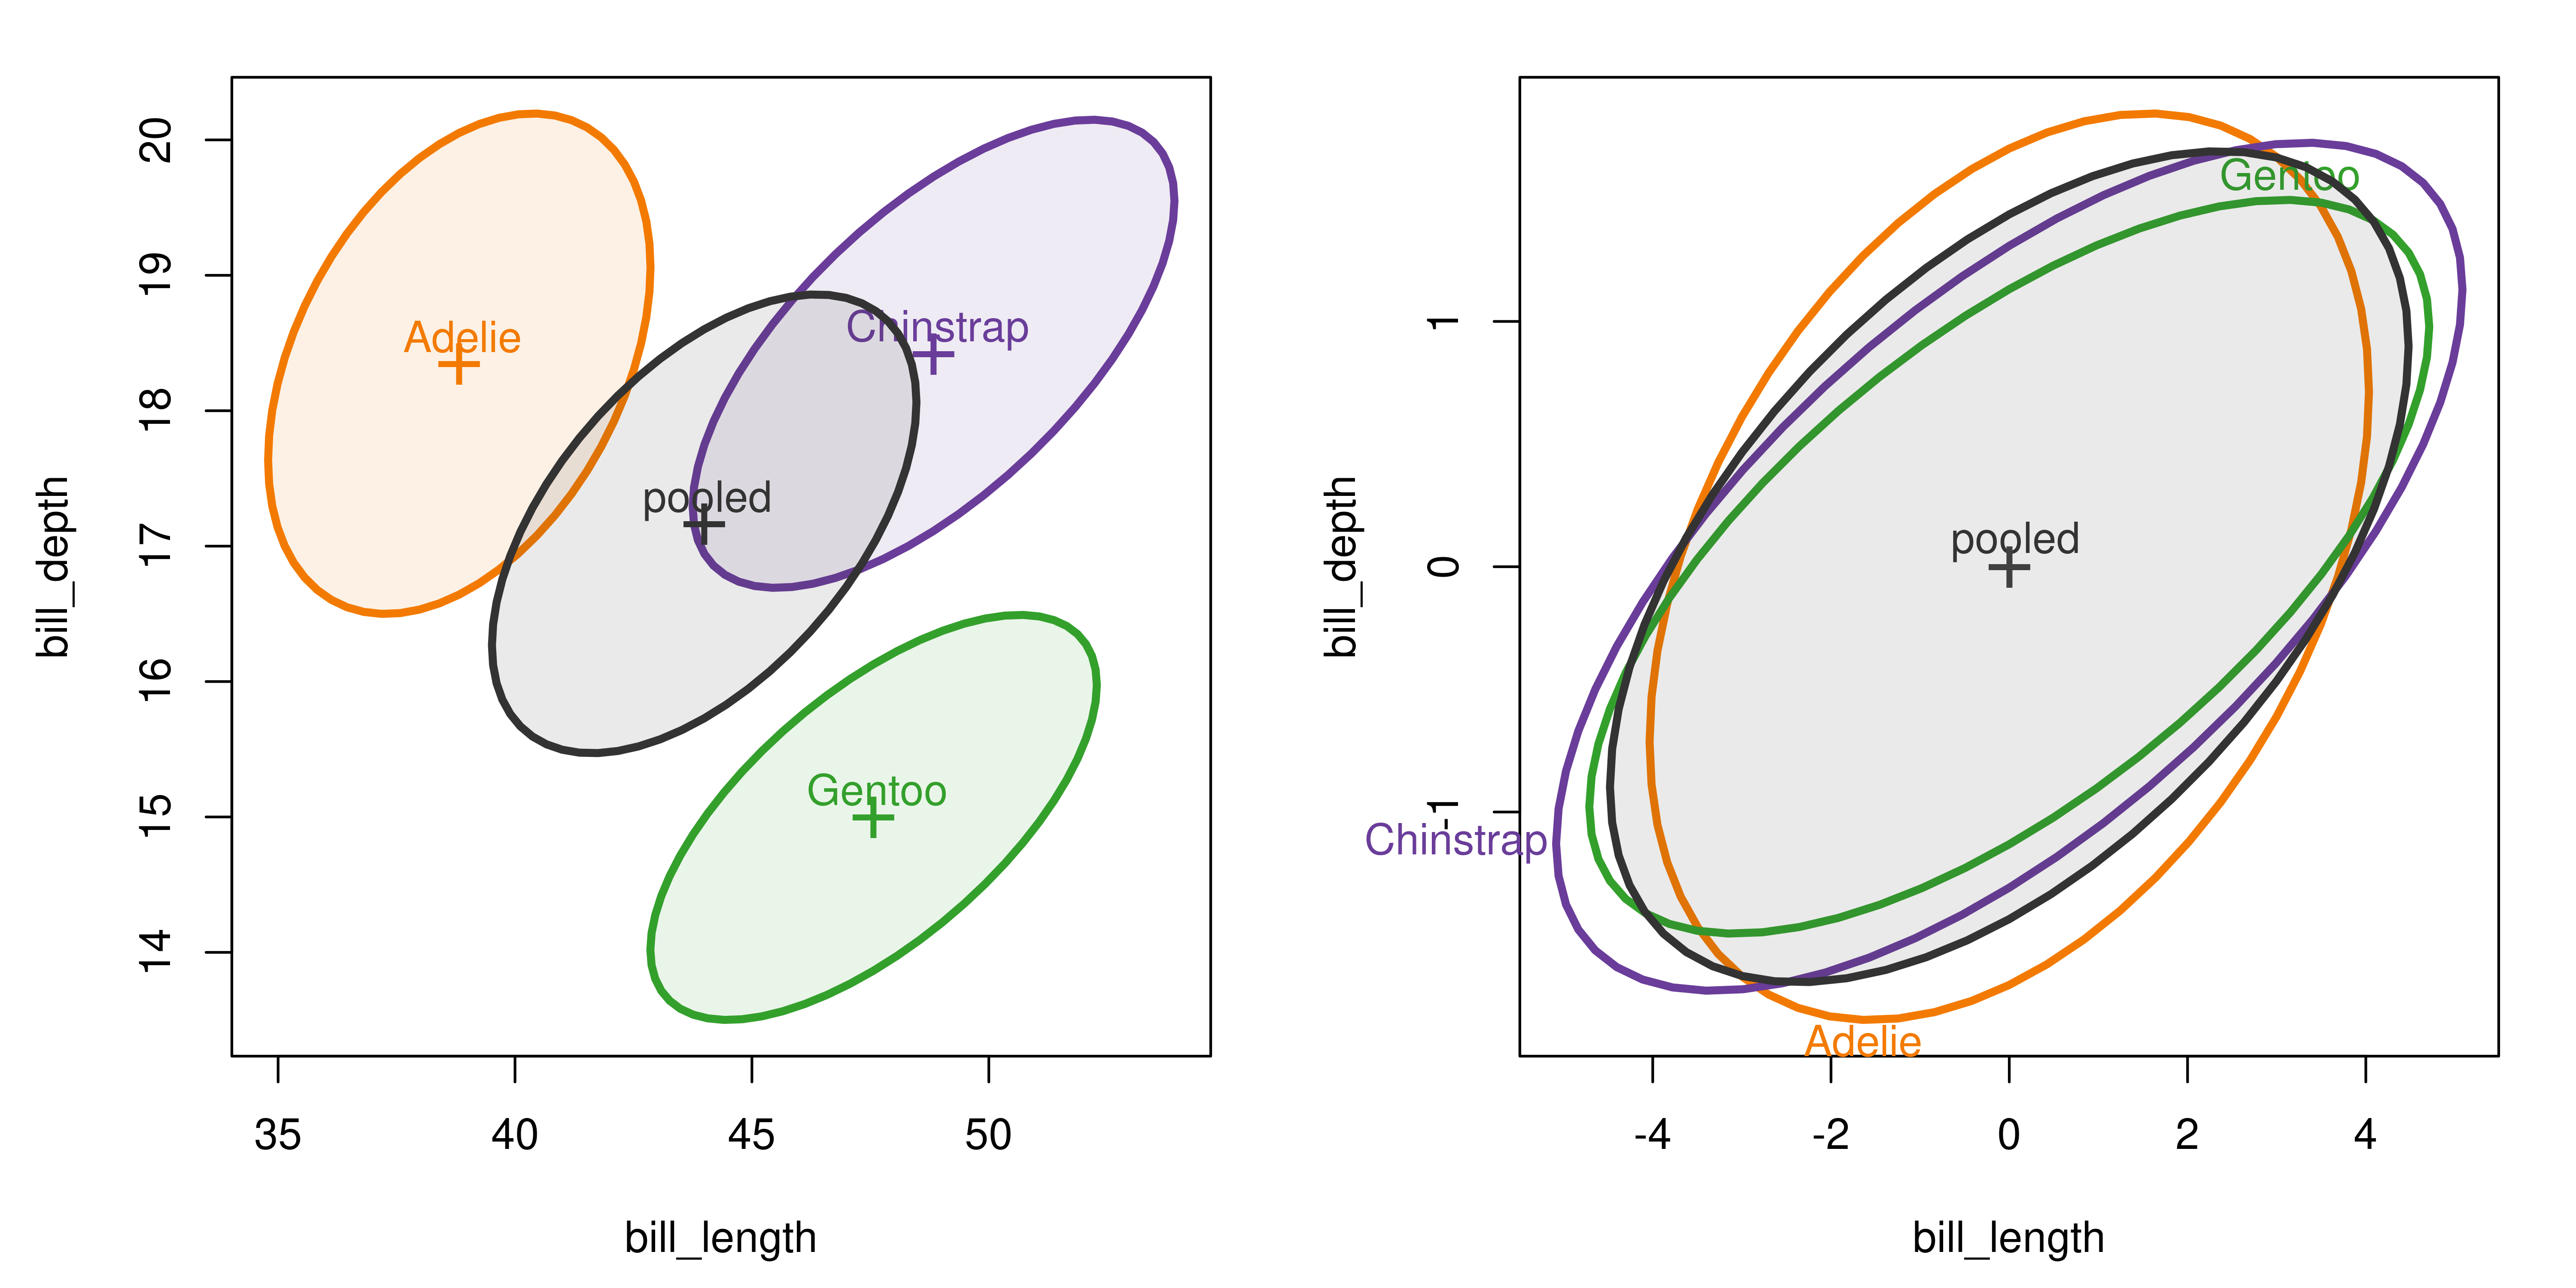 bill_depth
20
19
18
17
16
15
14
Adelie
Chinstrap
pooled
Gentoo
35 40 45 50
bill_length
bill_depth
1
0
-1
Gentoo
pooled
Chinstrap
Adelie
-4 -2 0 2 4
bill_length